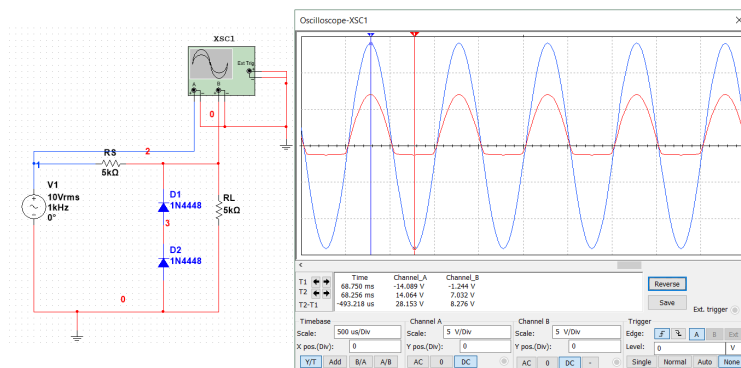 XSC1
Ext Trig
+
-
A
B
+ - + -
0
RS
2
1
5kΩ
V1
10Vrms
1kHz
0°
D1
1N4448
RL
5kΩ
3
D2
1N4448
0
Oscilloscope-XSC1
×
2 1
< >
Time Channel_A Channel_B
T1 68.750 ms -14.089 V -1.244 V
T2 68.256 ms 14.064 V 7.032 V
T2-T1 -493.218 us 28.153 V 8.276 V
Reverse
Save
Ext. trigger
Timebase Channel A Channel B Trigger
Scale: 500 us/Div Scale: 5 V/Div Scale: 5 V/Div Edge: A B Ext
X pos.(Div): 0 Y pos.(Div): 0 Y pos.(Div): 0 Level: 0 V
Y/T Add B/A A/B AC 0 DC AC 0 DC - Single Normal Auto None